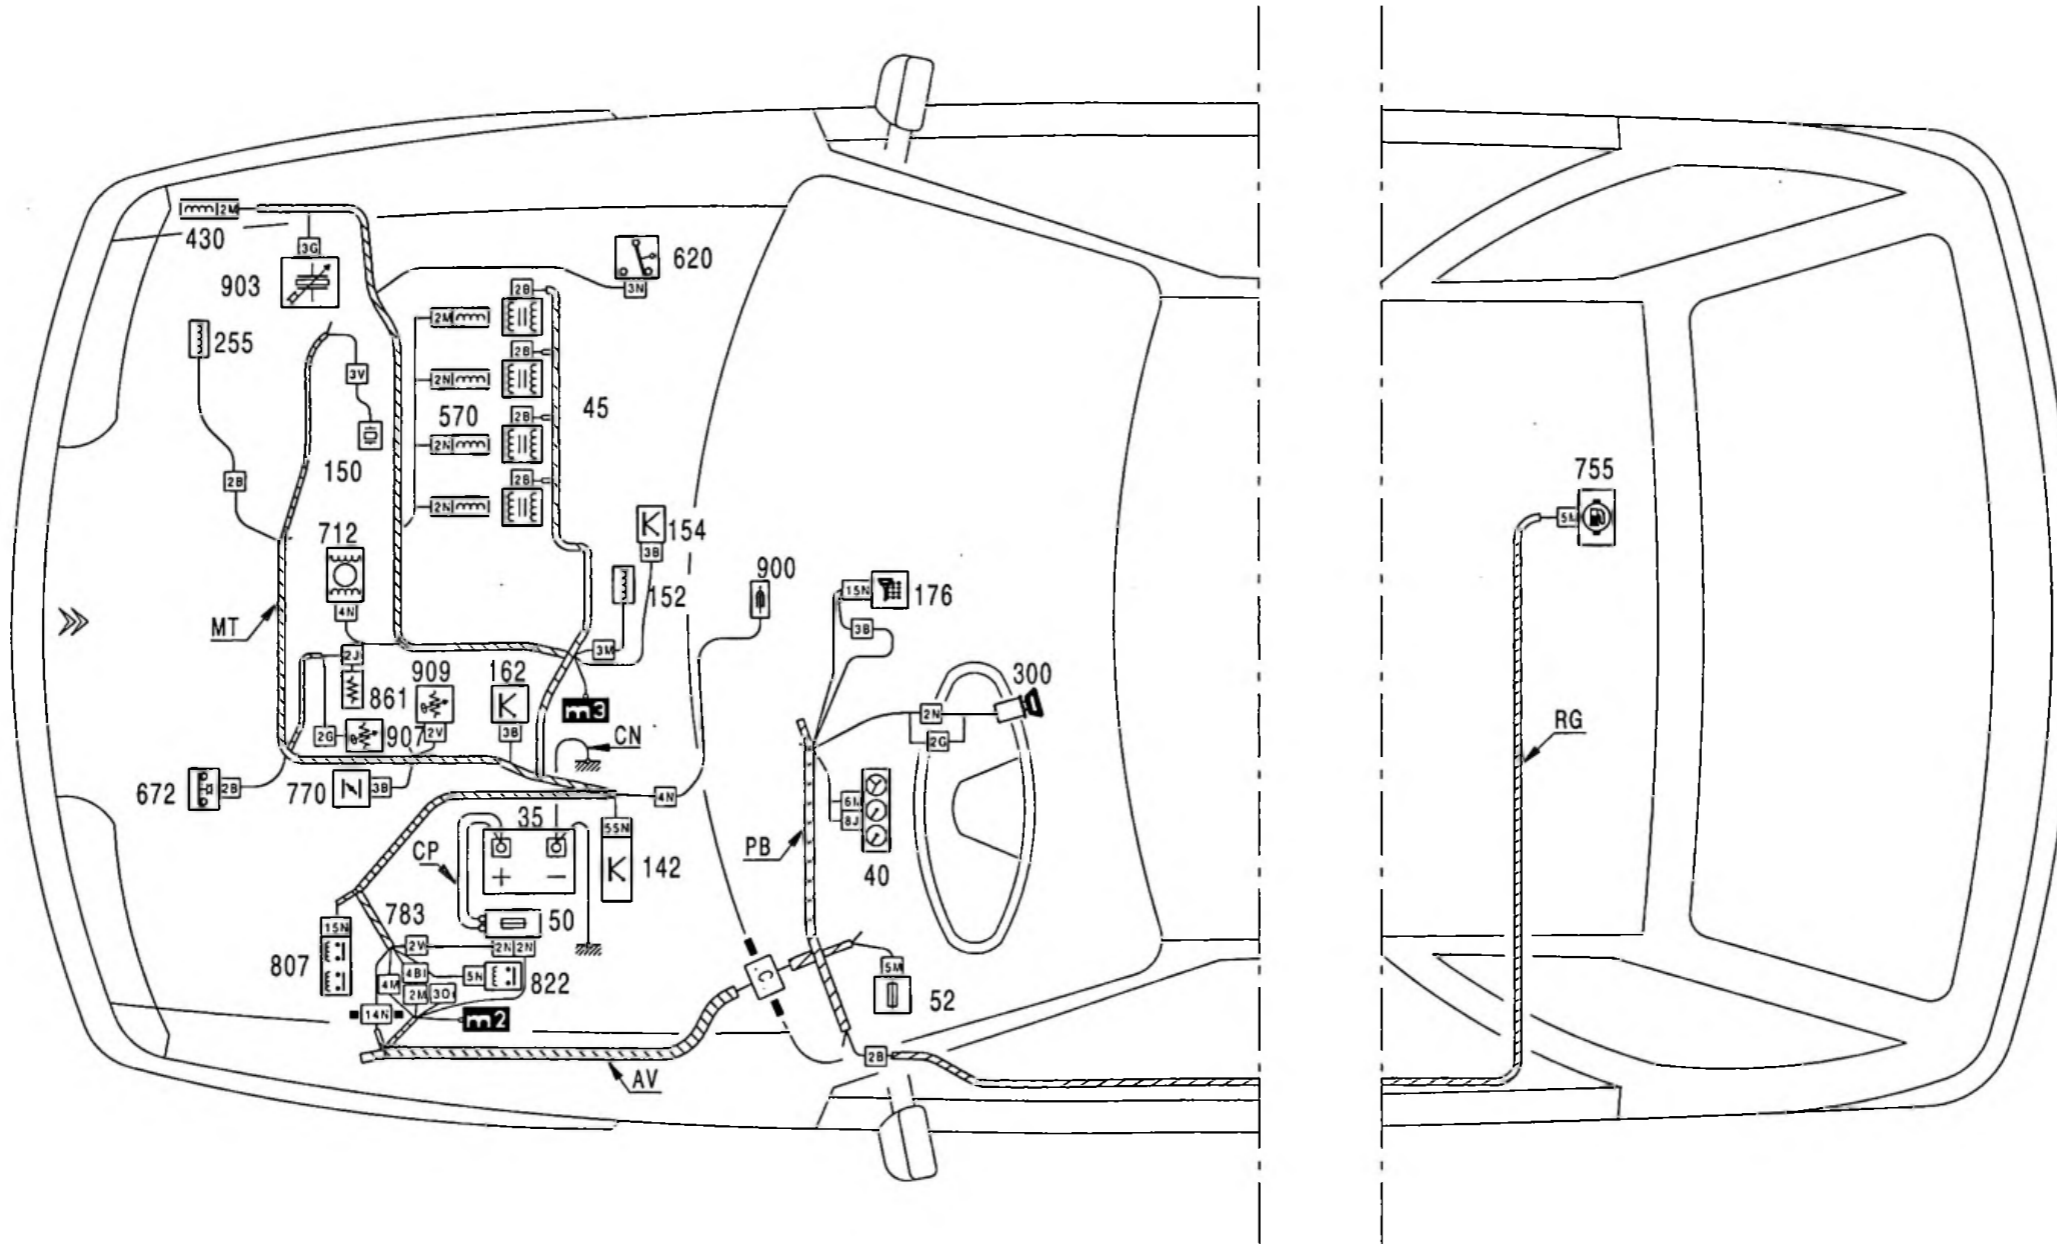 2M
430
3G
903
620
3N
255
2B
2M
2B
3V
2N
570
45
2B
150
2N
2B
2B
2N
712
154
3B
900
755
5M
4N
152
15N
176
MT
3B
2J
3M
861
909
162
m3
300
2N
RG
2G
907
2V
3B
CN
2G
672
2B
770
3B
4N
6M
8J
35
55N
CP
142
PB
40
+
−
783
50
15N
2V
2N
2N
807
4M
4B
5N
822
2M
30
C
5M
52
14N
m2
2B
AV